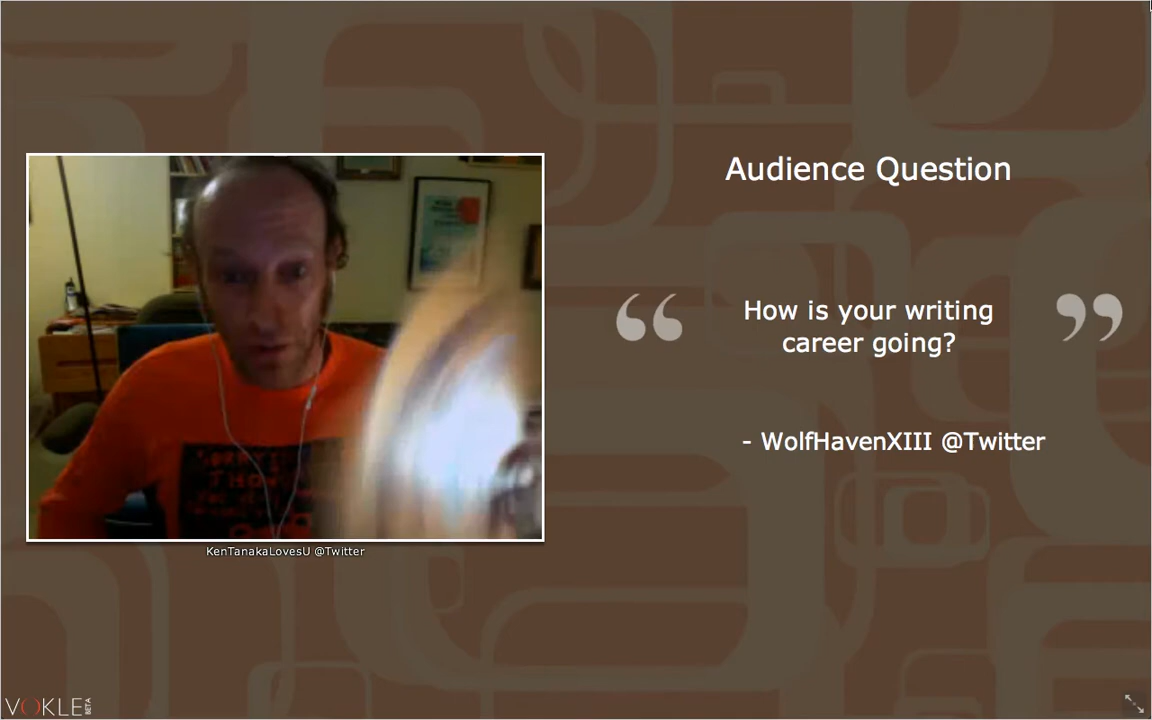 Audience Question
“ How is your writing ”
career going?
- WolfHavenXIII @Twitter
KenTanakaLovesU @Twitter
VOKLE BETA